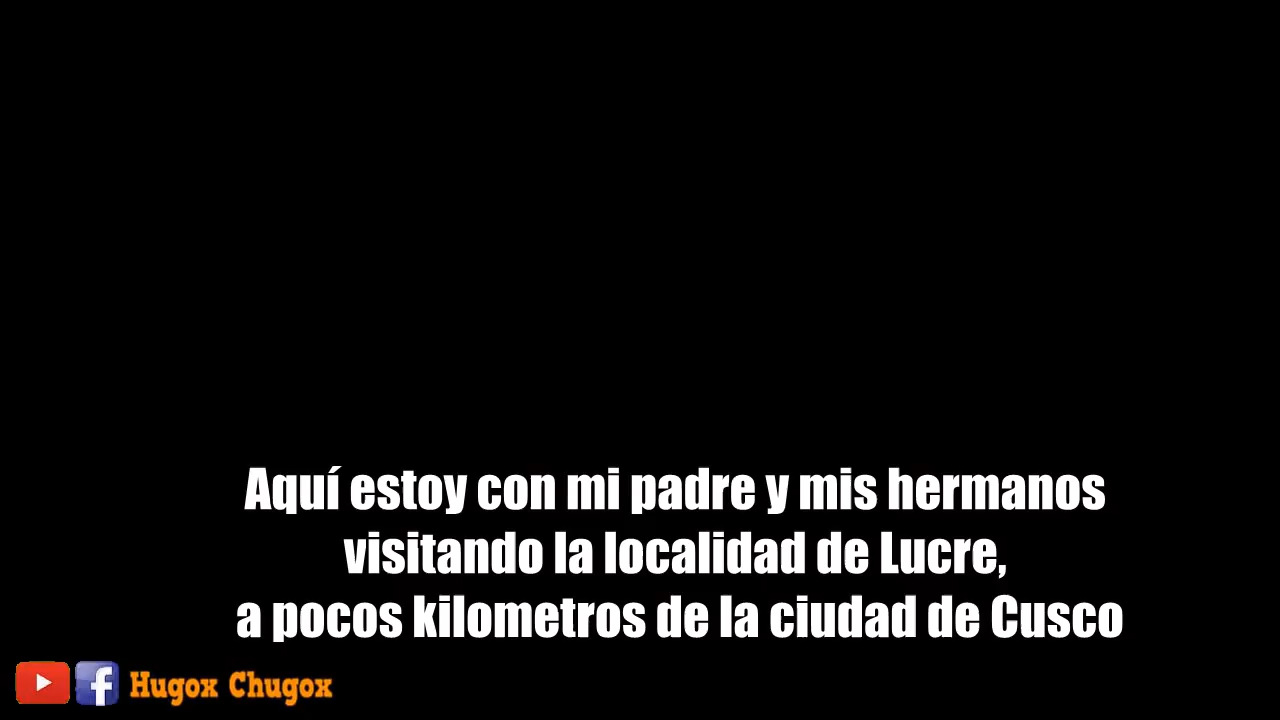 Aquí estoy con mi padre y mis hermanos
visitando la localidad de Lucre,
a pocos kilometros de la ciudad de Cusco
Hugox Chugox